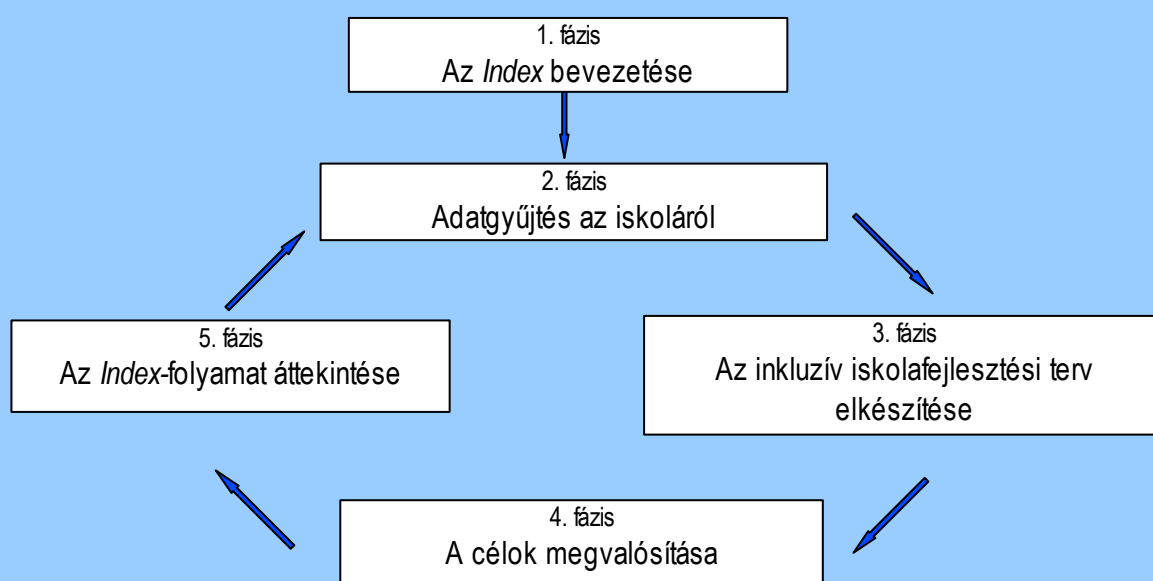 1. fázis
Az Index bevezetése
2. fázis
Adatgyűjtés az iskoláról
5. fázis
Az Index-folyamat áttekintése
3. fázis
Az inkluzív iskolafejlesztési terv
elkészítése
4. fázis
A célok megvalósítása